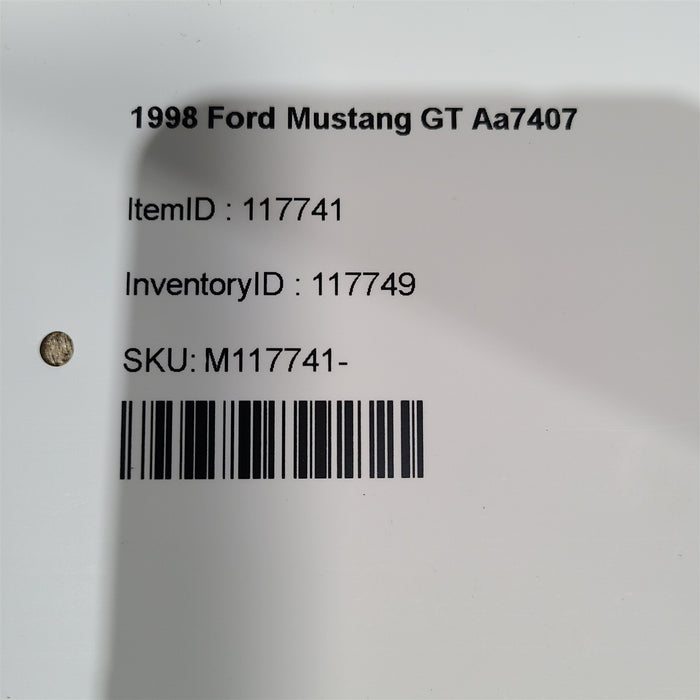 1998 Ford Mustang GT Aa7407
ItemID : 117741
InventoryID : 117749
SKU: M117741-